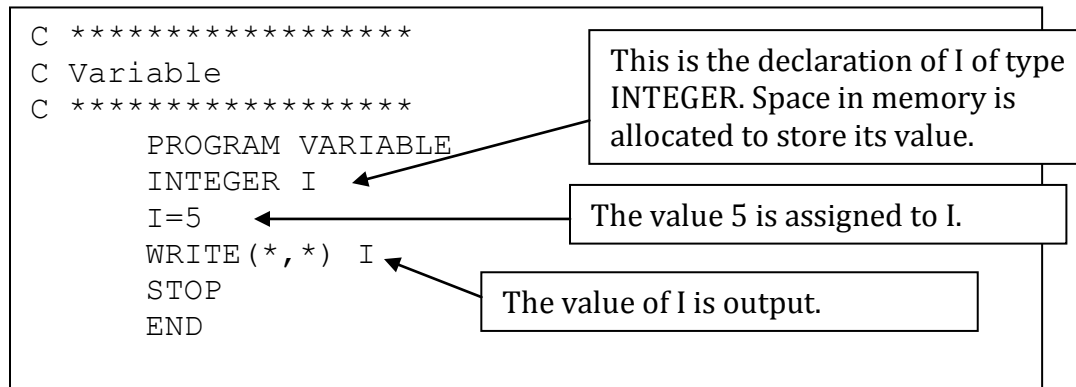 C ******************
C Variable
C ******************
PROGRAM VARIABLE
INTEGER I
I=5
WRITE(*,*) I
STOP
END
This is the declaration of I of type
INTEGER. Space in memory is
allocated to store its value.
The value 5 is assigned to I.
The value of I is output.